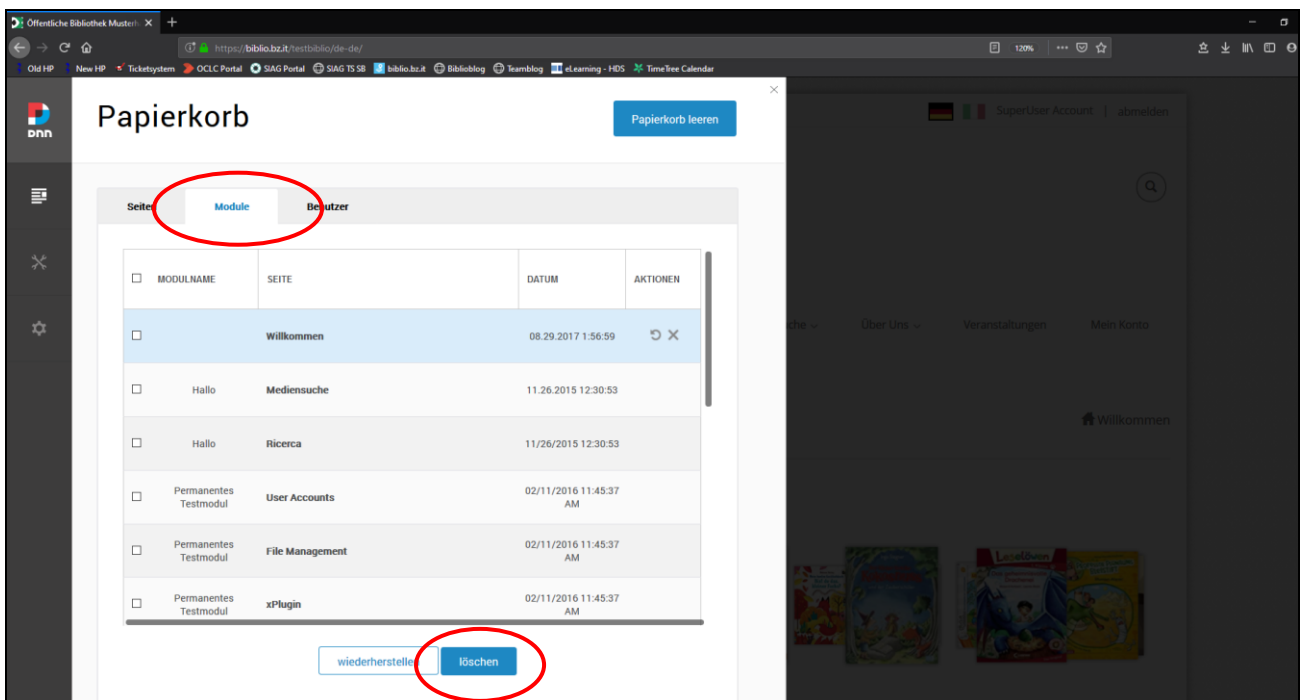 Öffentliche Bibliothek Musterh
https://biblio.bz.it/testbiblio/de-de/
120%
Old HP New HP Ticketsystem OCLC Portal SIAG Portal SIAG TS SB biblio.bz.it Biblioblog Teamblog eLearning - HDS TimeTree Calendar
dnn
Papierkorb
Papierkorb leeren
SuperUser Account | abmelden
Seiten Module Benutzer
MODULNAME SEITE DATUM AKTIONEN
Willkommen 08.29.2017 1:56:59
Hallo Mediensuche 11.26.2015 12:30:53
Hallo Ricerca 11/26/2015 12:30:53
Permanentes
Testmodul
User Accounts
02/11/2016 11:45:37
AM
Permanentes
Testmodul
File Management
02/11/2016 11:45:37
AM
Permanentes
Testmodul
xPlugin
02/11/2016 11:45:37
AM
wiederherstellen löschen
Über Uns Veranstaltungen Mein Konto
Willkommen
Leselöwen